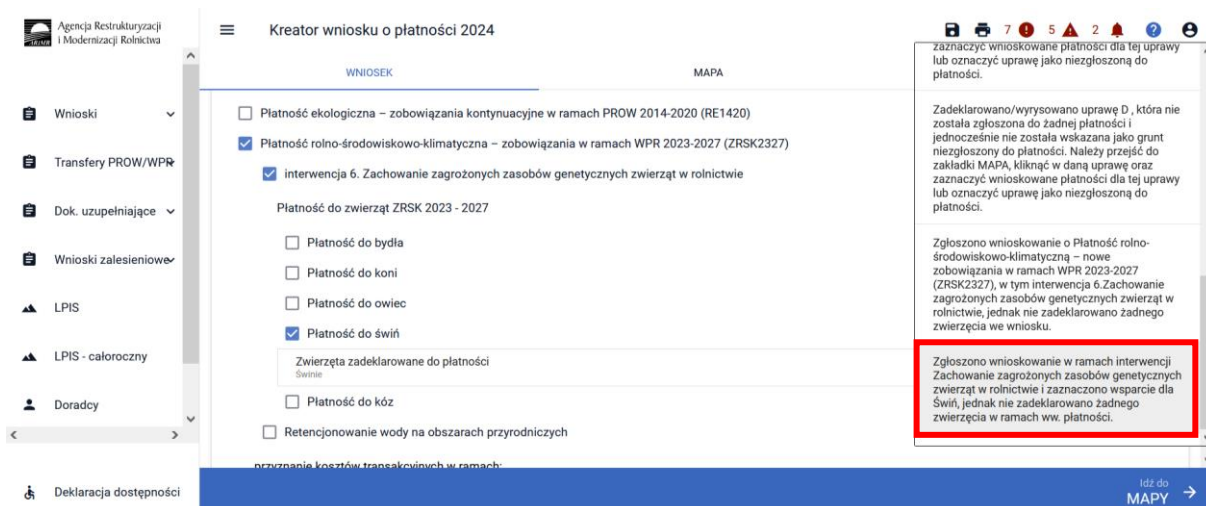 Agencja Restrukturyzacji
i Modernizacji Rolnictwa
ARiMR
Kreator wniosku o płatności 2024
7 5 2
WNIOSEK
MAPA
Wnioski
Transfery PROW/WPR
Dok. uzupełniające
Wnioski zalesieniowe
LPIS
LPIS - całoroczny
Doradcy
Deklaracja dostępności
Płatność ekologiczna – zobowiązania kontynuacyjne w ramach PROW 2014-2020 (RE1420)
Płatność rolno-środowiskowo-klimatyczna – zobowiązania w ramach WPR 2023-2027 (ZRSK2327)
interwencja 6. Zachowanie zagrożonych zasobów genetycznych zwierząt w rolnictwie
Płatność do zwierząt ZRSK 2023 - 2027
Płatność do bydła
Płatność do koni
Płatność do owiec
Płatność do świń
Zwierzęta zadeklarowane do płatności
Świnie
Płatność do kóz
Retencjonowanie wody na obszarach przyrodniczych
przyznanie kosztów transakcyjnych w ramach:
zaznaczyć wnioskowane płatności dla tej uprawy
lub oznaczyć uprawę jako niezgłoszoną do
płatności.
Zadeklarowano/wyrysowano uprawę D , która nie
została zgłoszona do żadnej płatności i
jednocześnie nie została wskazana jako grunt
niezgłoszony do płatności. Należy przejść do
zakładki MAPA, kliknąć w daną uprawę oraz
zaznaczyć wnioskowane płatności dla tej uprawy
lub oznaczyć uprawę jako niezgłoszoną do
płatności.
Zgłoszono wnioskowanie o Płatność rolno-
środowiskowo-klimatyczną – nowe
zobowiązania w ramach WPR 2023-2027
(ZRSK2327), w tym interwencja 6.Zachowanie
zagrożonych zasobów genetycznych zwierząt w
rolnictwie, jednak nie zadeklarowano żadnego
zwierzęcia we wniosku.
Zgłoszono wnioskowanie w ramach interwencji
Zachowanie zagrożonych zasobów genetycznych
zwierząt w rolnictwie i zaznaczono wsparcie dla
Świń, jednak nie zadeklarowano żadnego
zwierzęcia w ramach ww. płatności.
Idź do
MAPY